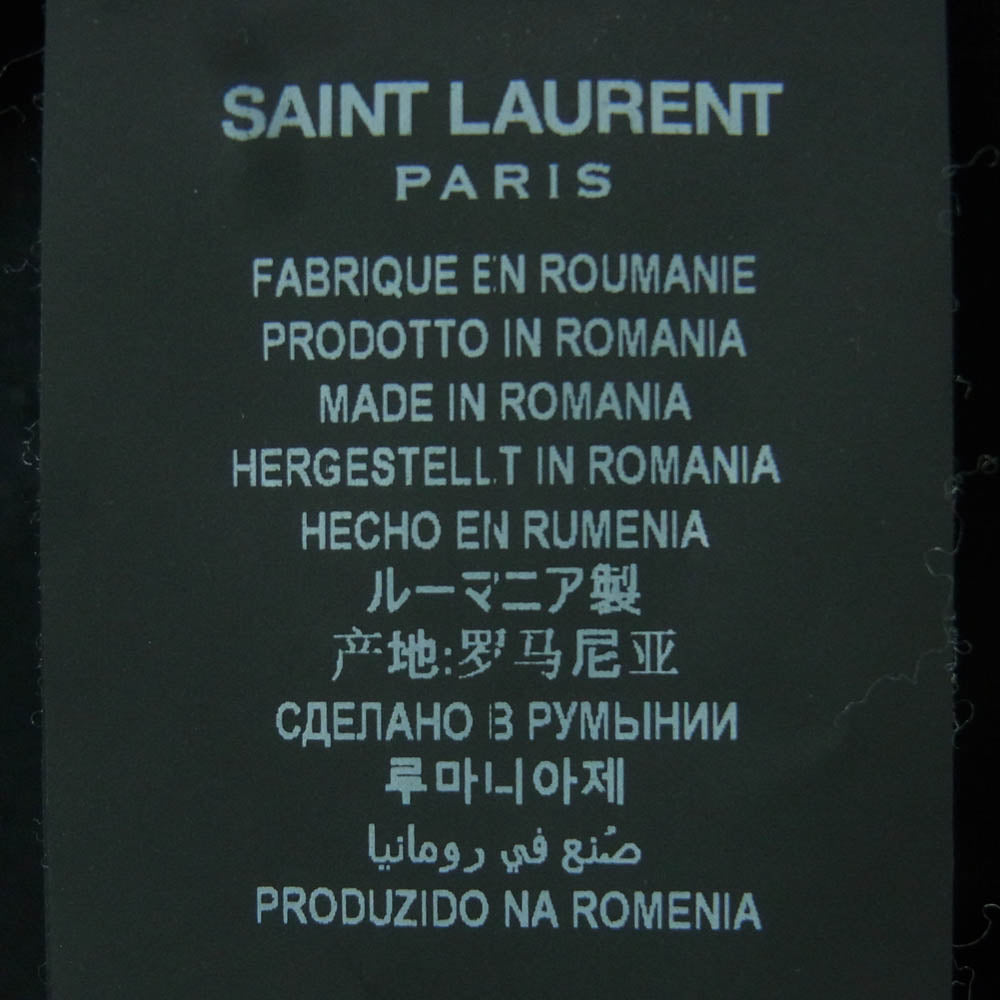 SAINT LAURENT
PARIS
FABRIQUE EN ROUMANIE
PRODOTTO IN ROMANIA
MADE IN ROMANIA
HERGESTELLT IN ROMANIA
HECHO EN RUMENIA
ルーマニア製
产地:罗马尼亚
СДЕЛАНО В РУМЫНИИ
루마니아제
صُنع في رومانيا
PRODUZIDO NA ROMENIA